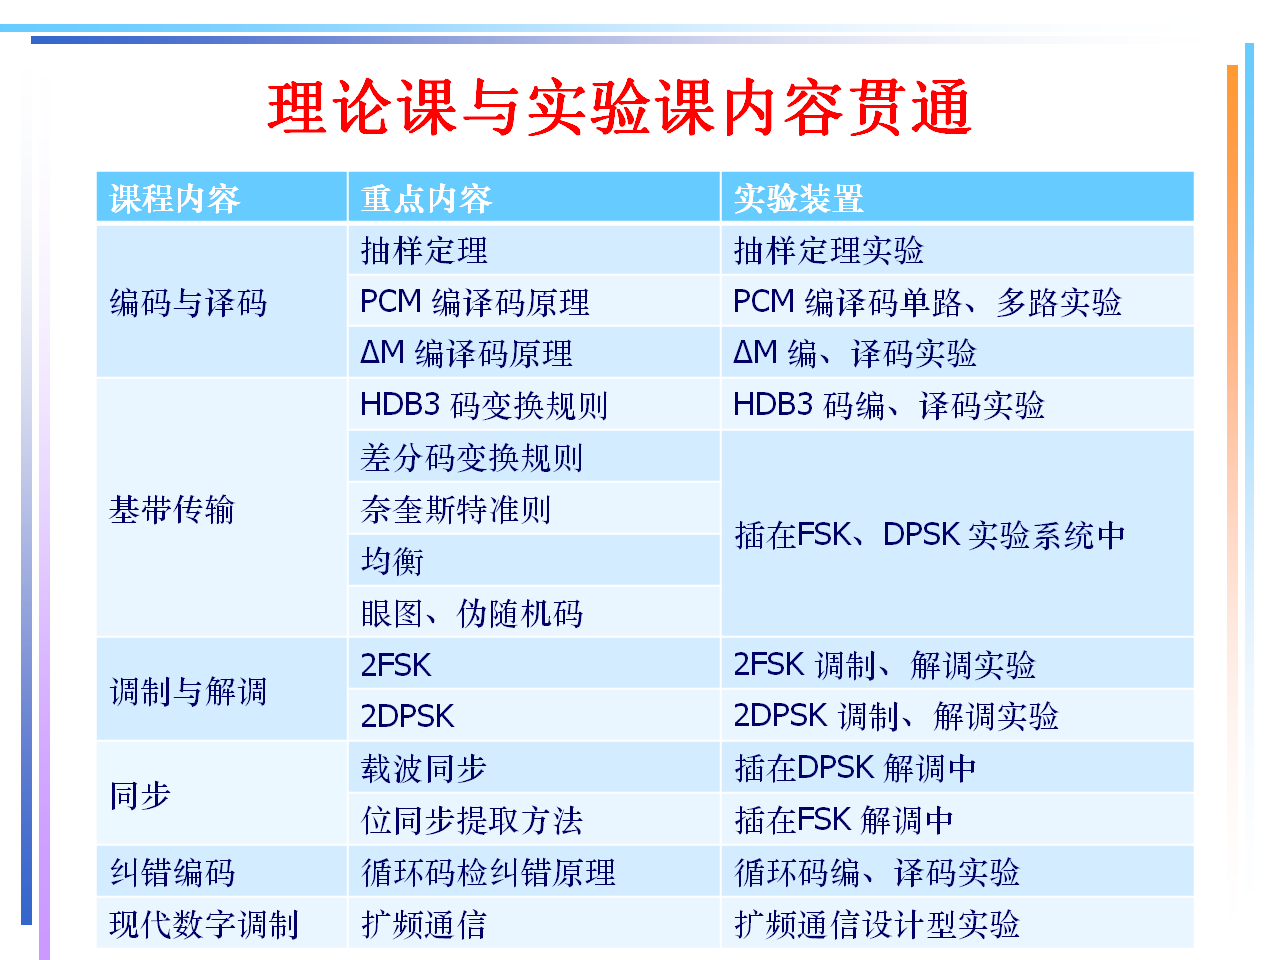 理论课与实验课内容贯通
课程内容 重点内容 实验装置
编码与译码 抽样定理 抽样定理实验
PCM 编译码原理 PCM 编译码单路、多路实验
ΔM 编译码原理 ΔM 编、译码实验
基带传输 HDB3 码变换规则 HDB3 码编、译码实验
差分码变换规则 插在FSK、DPSK 实验系统中
奈奎斯特准则
均衡
眼图、伪随机码
调制与解调 2FSK 2FSK 调制、解调实验
2DPSK 2DPSK 调制、解调实验
同步 载波同步 插在DPSK 解调中
位同步提取方法 插在FSK 解调中
纠错编码 循环码检纠错原理 循环码编、译码实验
现代数字调制 扩频通信 扩频通信设计型实验